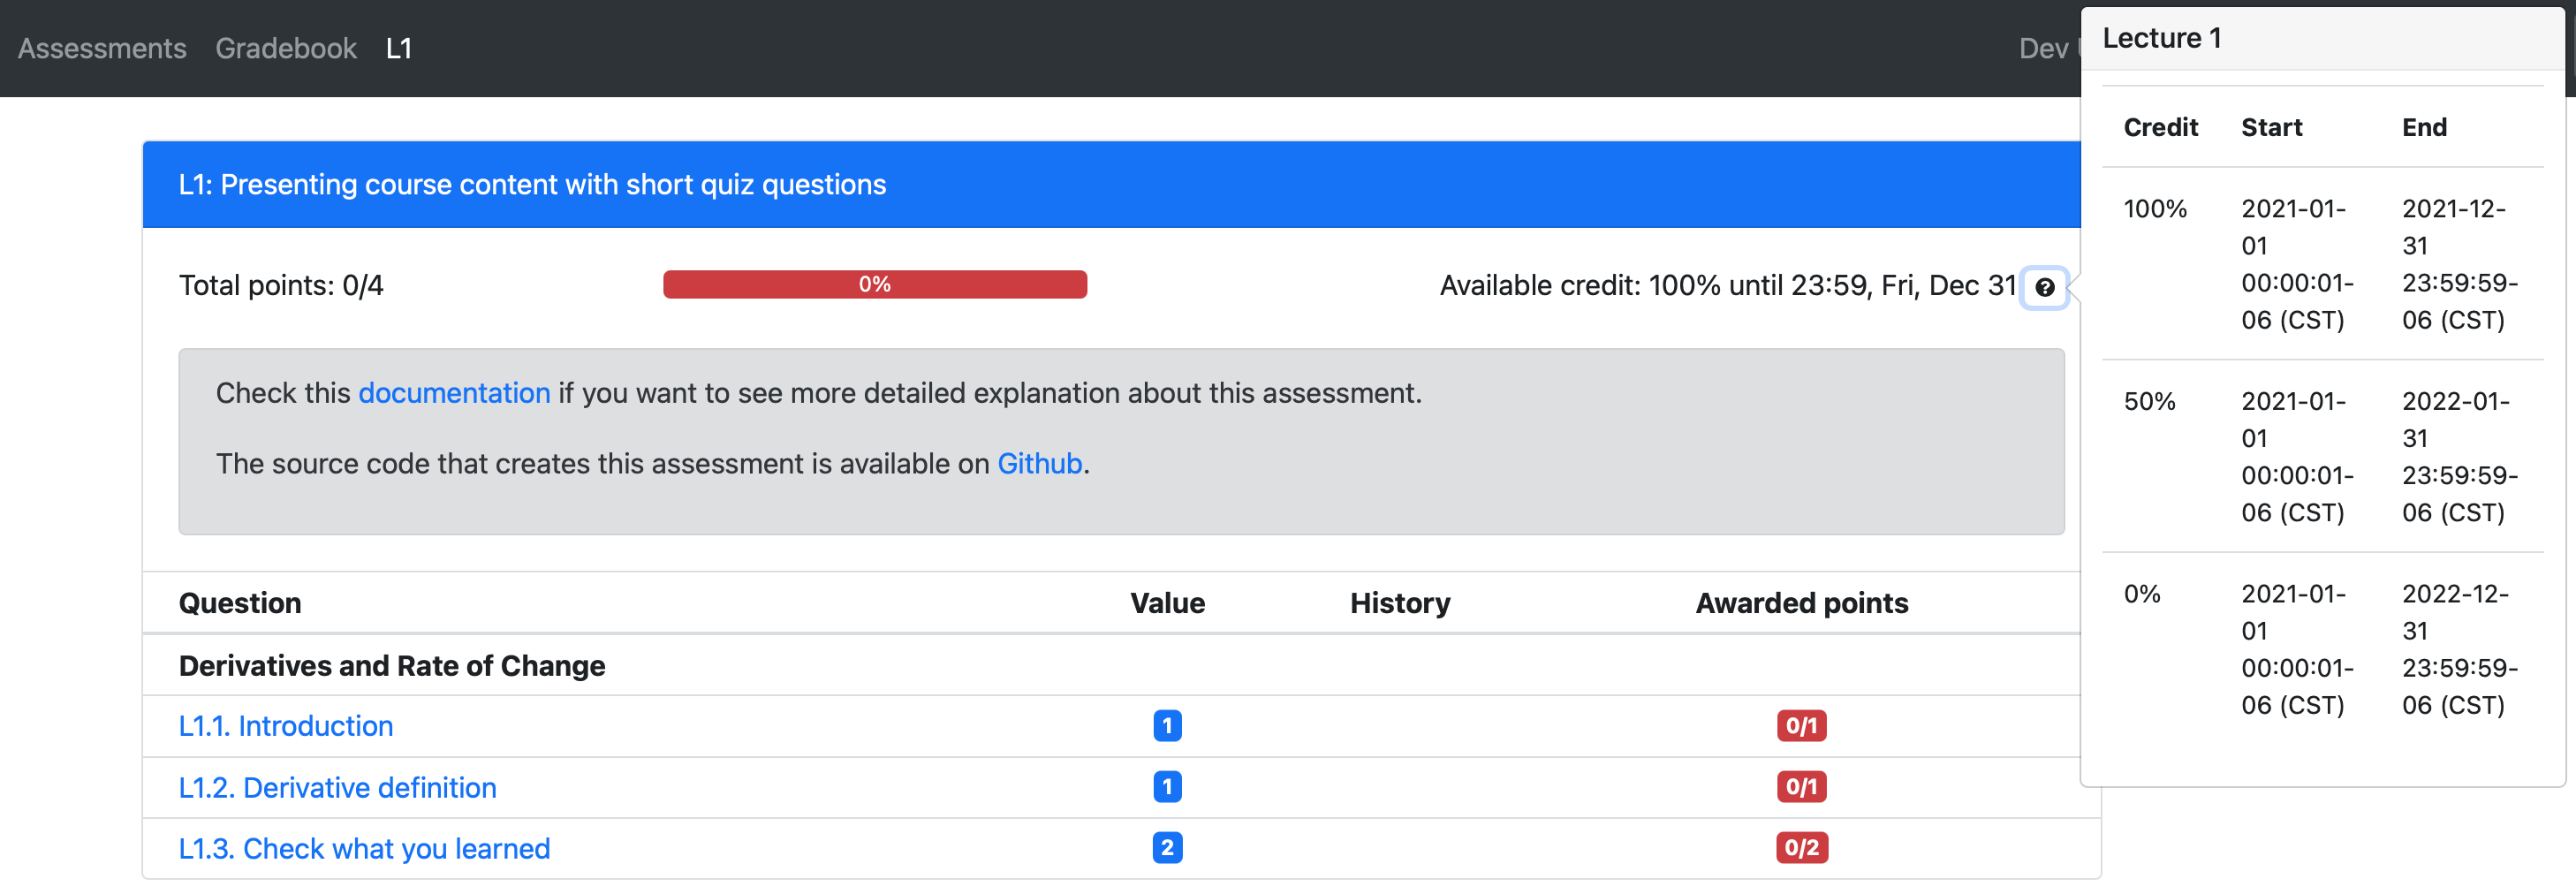 Assessments Gradebook L1 Dev
L1: Presenting course content with short quiz questions
Total points: 0/4
0%
Available credit: 100% until 23:59, Fri, Dec 31
Check this documentation if you want to see more detailed explanation about this assessment.
The source code that creates this assessment is available on Github.
Question Value History Awarded points
Derivatives and Rate of Change
L1.1. Introduction 1 0/1
L1.2. Derivative definition 1 0/1
L1.3. Check what you learned 2 0/2
Lecture 1
Credit Start End
100% 2021-01- 2021-12-
01 31
00:00:01- 23:59:59-
06 (CST) 06 (CST)
50% 2021-01- 2022-01-
01 31
00:00:01- 23:59:59-
06 (CST) 06 (CST)
0% 2021-01- 2022-12-
01 31
00:00:01- 23:59:59-
06 (CST) 06 (CST)